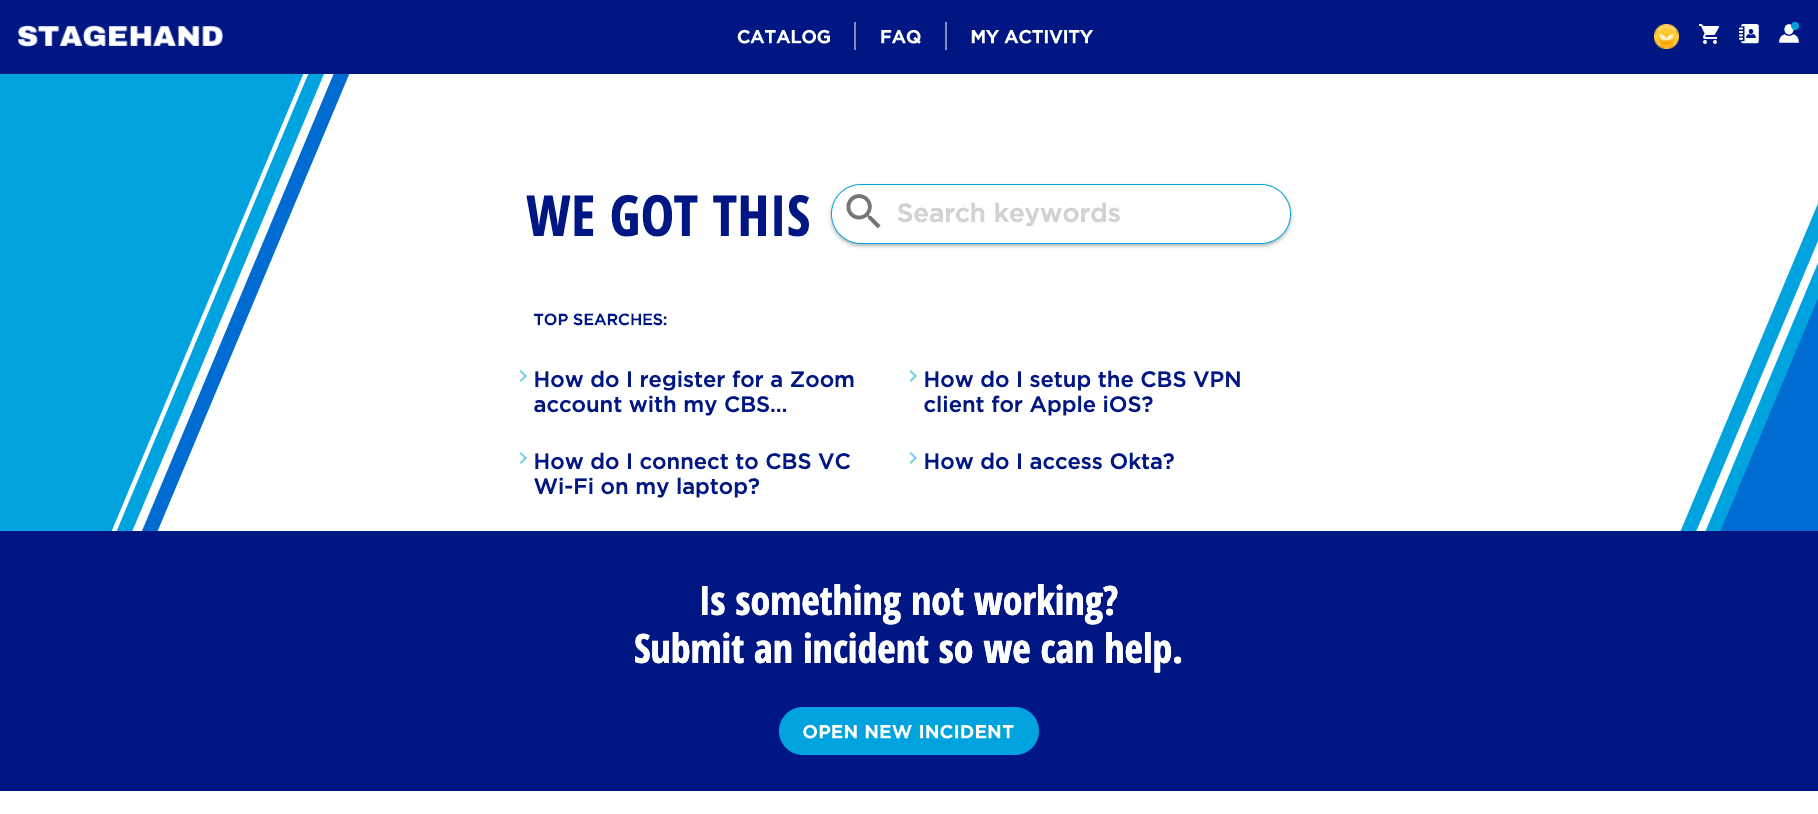 STAGEHAND
CATALOG
FAQ
MY ACTIVITY
WE GOT THIS
Search keywords
TOP SEARCHES:
How do I register for a Zoom
account with my CBS...
How do I setup the CBS VPN
client for Apple iOS?
How do I connect to CBS VC
Wi-Fi on my laptop?
How do I access Okta?
Is something not working?
Submit an incident so we can help.
OPEN NEW INCIDENT